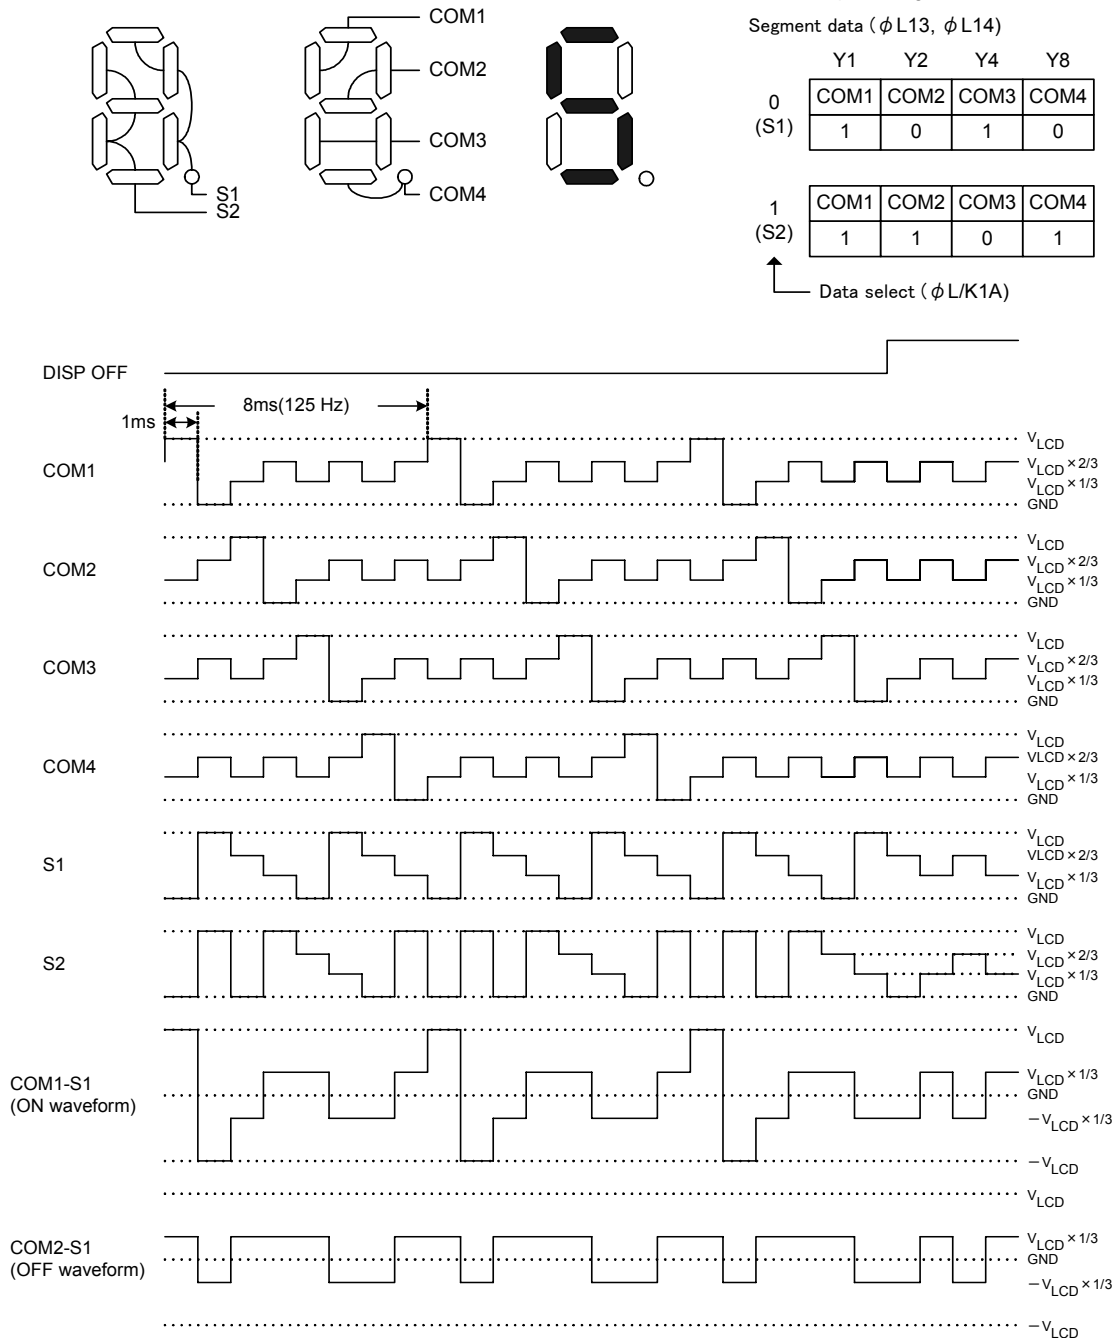 COM1
COM2
COM3
COM4
S1
S2
Segment data (φL13, φL14)
Y1 Y2 Y4 Y8
0
(S1)
COM1 COM2 COM3 COM4
1 0 1 0
1
(S2)
COM1 COM2 COM3 COM4
1 1 0 1
Data select (φL/K1A)
DISP OFF
8ms(125 Hz)
1ms
COM1
VLCD
VLCD×2/3
VLCD×1/3
GND
COM2
VLCD
VLCD×2/3
VLCD×1/3
GND
COM3
VLCD
VLCD×2/3
VLCD×1/3
GND
COM4
VLCD
VLCD×2/3
VLCD×1/3
GND
S1
VLCD
VLCD×2/3
VLCD×1/3
GND
S2
VLCD
VLCD×2/3
VLCD×1/3
GND
COM1-S1
(ON waveform)
VLCD
VLCD×1/3
GND
−VLCD×1/3
−VLCD
COM2-S1
(OFF waveform)
VLCD
VLCD×1/3
GND
−VLCD×1/3
−VLCD